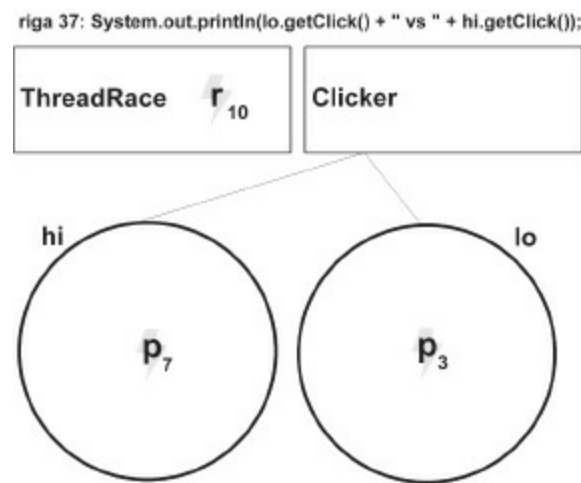 riga 37: System.out.println(lo.getClick() + " vs " + hi.getClick());
ThreadRace r10 Clicker
hi lo
p7 p3